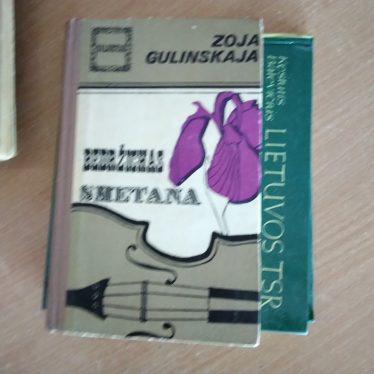 ZOJA
GULINSKAJA
BEDRŽICHAS
SMETANA
LIETUVOS TSR